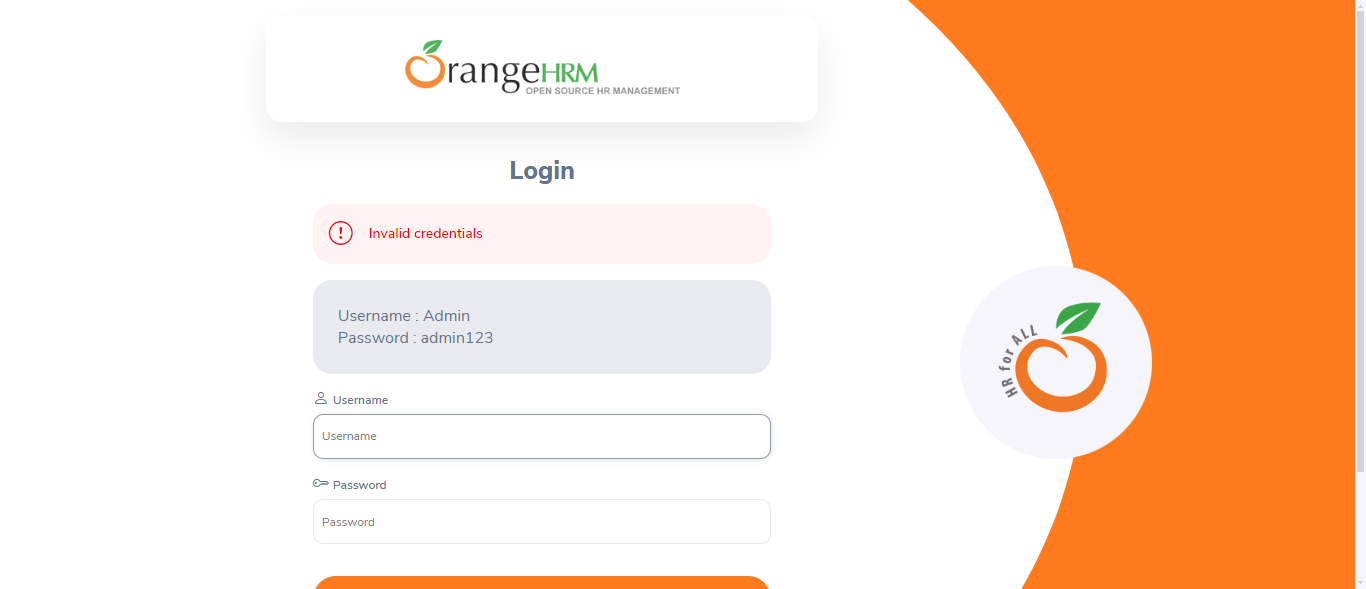 OrangeHRM
OPEN SOURCE HR MANAGEMENT
Login
Invalid credentials
Username : Admin
Password : admin123
Username
Username
Password
Password
HR for ALL